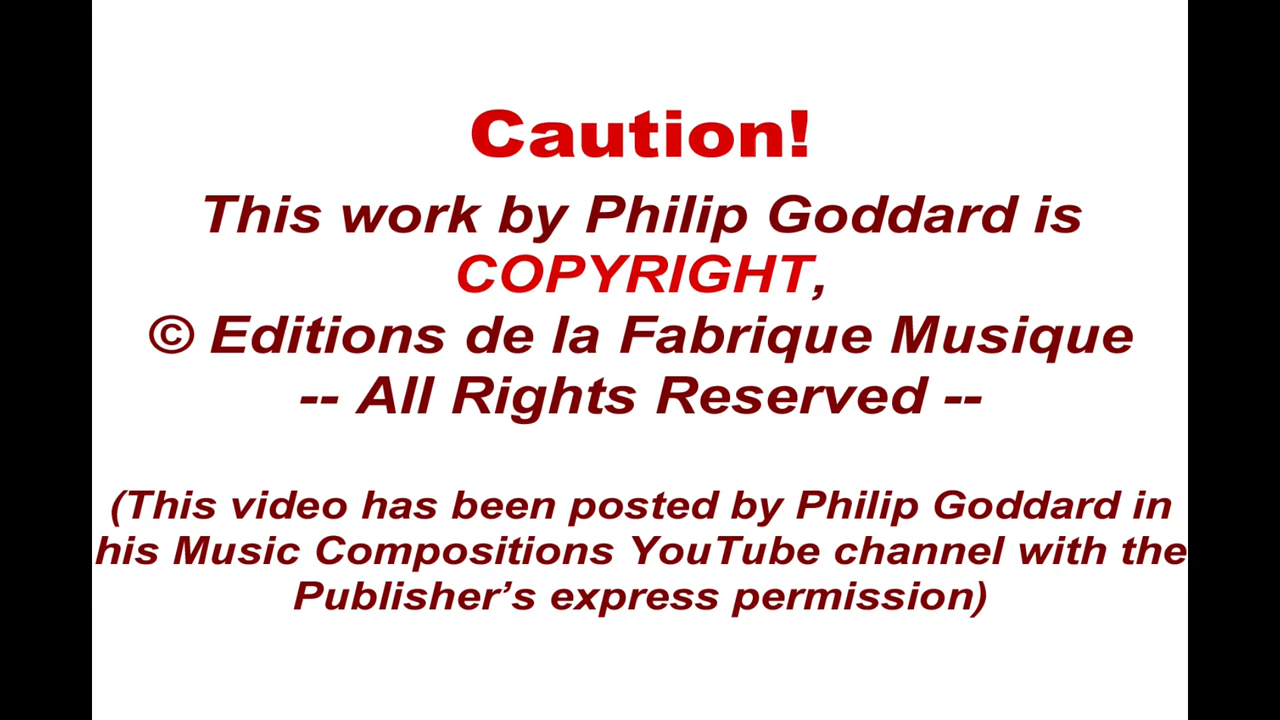 Caution!
This work by Philip Goddard is
COPYRIGHT,
© Editions de la Fabrique Musique
-- All Rights Reserved --
(This video has been posted by Philip Goddard in
his Music Compositions YouTube channel with the
Publisher’s express permission)